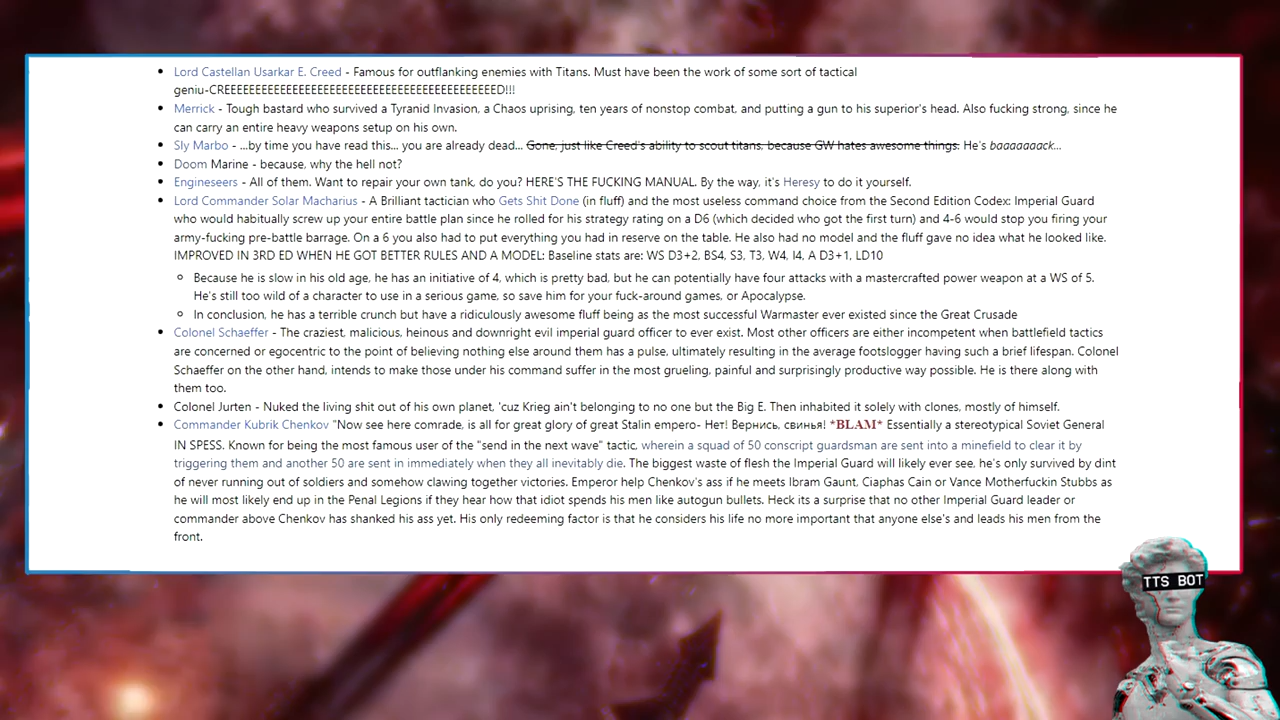 Lord Castellan Usarkar E. Creed - Famous for outflanking enemies with Titans. Must have been the work of some sort of tactical
geniu-CREEEEEEEEEEEEEEEEEEEEEEEEEEEEEEEEEEEEEEEEEEEED!!!
Merrick - Tough bastard who survived a Tyranid Invasion, a Chaos uprising, ten years of nonstop combat, and putting a gun to his superior's head. Also fucking strong, since he
can carry an entire heavy weapons setup on his own.
Sly Marbo - ...by time you have read this... you are already dead... Gone, just like Creed's ability to scout titans, because GW hates awesome things. He's baaaaaaack...
Doom Marine - because, why the hell not?
Engineseers - All of them. Want to repair your own tank, do you? HERE'S THE FUCKING MANUAL. By the way, it's Heresy to do it yourself.
Lord Commander Solar Macharius - A Brilliant tactician who Gets Shit Done (in fluff) and the most useless command choice from the Second Edition Codex: Imperial Guard
who would habitually screw up your entire battle plan since he rolled for his strategy rating on a D6 (which decided who got the first turn) and 4-6 would stop you firing your
army-fucking pre-battle barrage. On a 6 you also had to put everything you had in reserve on the table. He also had no model and the fluff gave no idea what he looked like.
IMPROVED IN 3RD ED WHEN HE GOT BETTER RULES AND A MODEL: Baseline stats are: WS D3+2, BS4, S3, T3, W4, I4, A D3+1, LD10
Because he is slow in his old age, he has an initiative of 4, which is pretty bad, but he can potentially have four attacks with a mastercrafted power weapon at a WS of 5.
He's still too wild of a character to use in a serious game, so save him for your fuck-around games, or Apocalypse.
In conclusion, he has a terrible crunch but have a ridiculously awesome fluff being as the most successful Warmaster ever existed since the Great Crusade
Colonel Schaeffer - The craziest, malicious, heinous and downright evil imperial guard officer to ever exist. Most other officers are either incompetent when battlefield tactics
are concerned or egocentric to the point of believing nothing else around them has a pulse, ultimately resulting in the average footslogger having such a brief lifespan. Colonel
Schaeffer on the other hand, intends to make those under his command suffer in the most grueling, painful and surprisingly productive way possible. He is there along with
them too.
Colonel Jurten - Nuked the living shit out of his own planet, 'cuz Krieg ain't belonging to no one but the Big E. Then inhabited it solely with clones, mostly of himself.
Commander Kubrik Chenkov "Now see here comrade, is all for great glory of great Stalin empero- Нет! Вернись, свинья! *BLAM* Essentially a stereotypical Soviet General
IN SPESS. Known for being the most famous user of the "send in the next wave" tactic, wherein a squad of 50 conscript guardsman are sent into a minefield to clear it by
triggering them and another 50 are sent in immediately when they all inevitably die. The biggest waste of flesh the Imperial Guard will likely ever see, he's only survived by dint
of never running out of soldiers and somehow clawing together victories. Emperor help Chenkov's ass if he meets Ibram Gaunt, Ciaphas Cain or Vance Motherfuckin Stubbs as
he will most likely end up in the Penal Legions if they hear how that idiot spends his men like autogun bullets. Heck its a surprise that no other Imperial Guard leader or
commander above Chenkov has shanked his ass yet. His only redeeming factor is that he considers his life no more important that anyone else's and leads his men from the
front.
TTS BOT